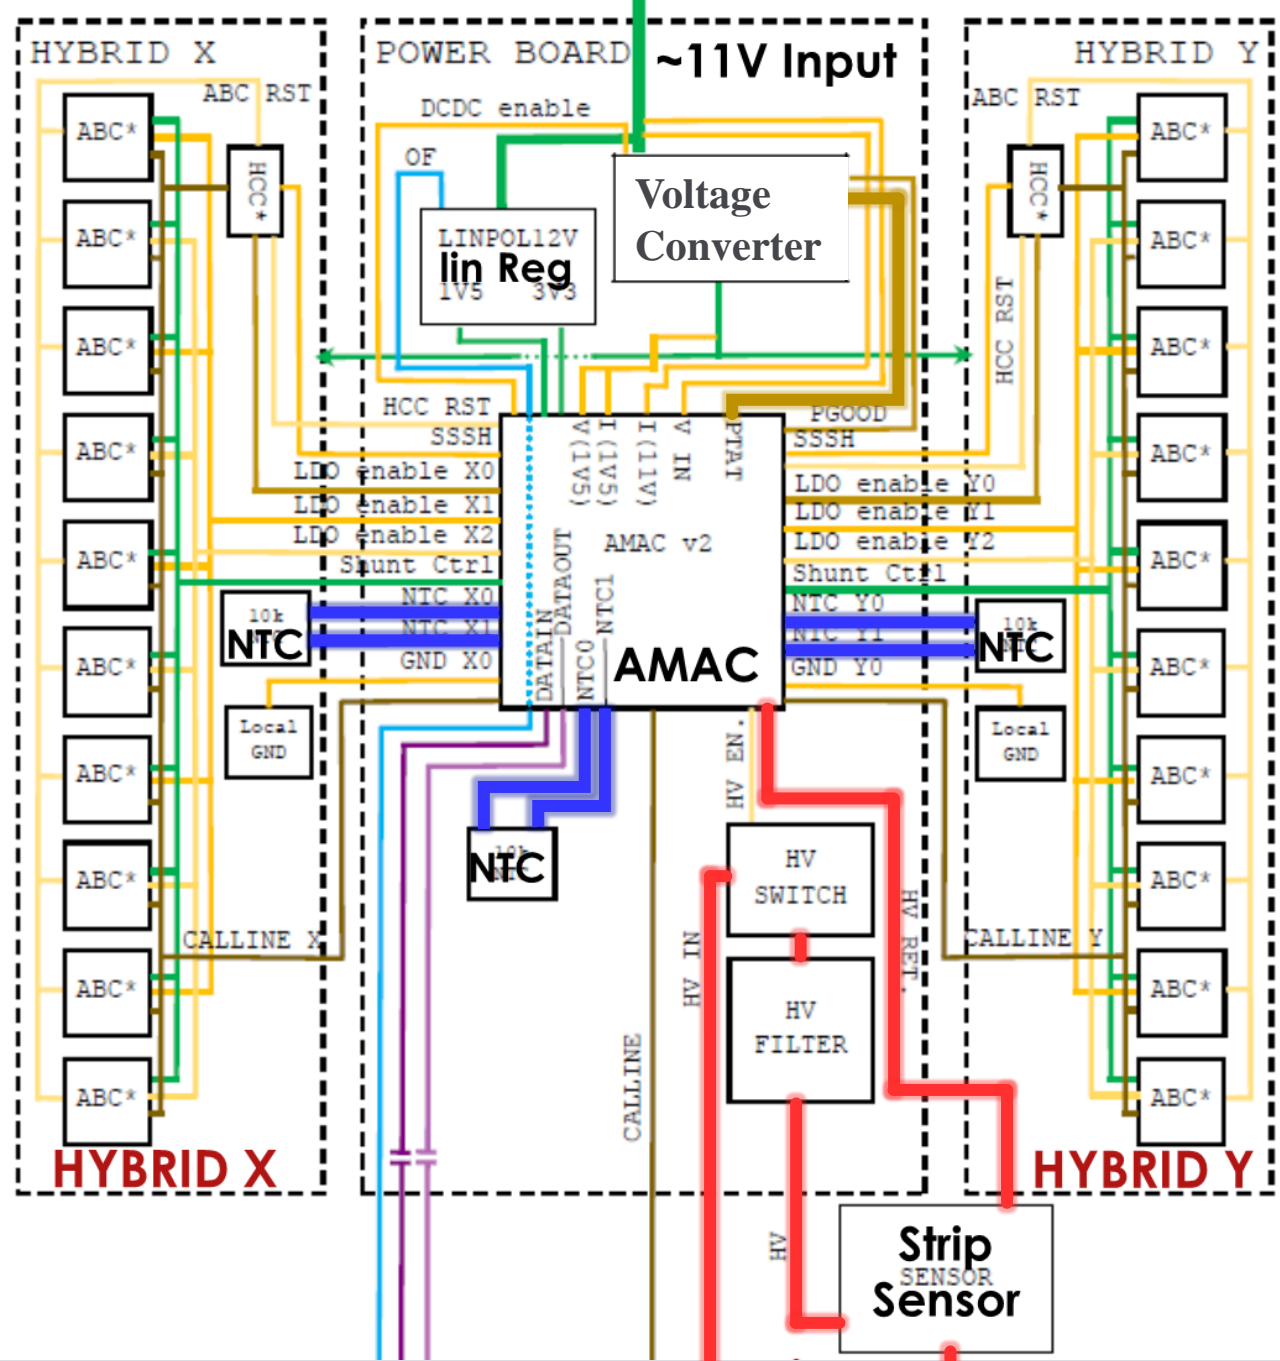 HYBRID X
ABC RST
ABC*
ABC*
ABC*
ABC*
ABC*
ABC*
ABC*
ABC*
ABC*
ABC*
HCC*
HYBRID X
POWER BOARD
~11V Input
DCDC enable
OF
LINPOL12V
lin Reg
1V5 3V3
Voltage
Converter
HCC RST
SSSH
LDO enable X0
LDO enable X1
LDO enable X2
Shunt Ctrl
NTC X0
NTC X1
GND X0
10k
NTC
Local
GND
CALLINE X
V(1V5)
I(1V5)
I(11V)
V IN
PTAT
AMAC v2
DATAIN
DATAOUT
NTC0
NTC1
AMAC
PGOOD
SSSH
LDO enable Y0
LDO enable Y1
LDO enable Y2
Shunt Ctrl
NTC Y0
NTC Y1
GND Y0
10k
NTC
Local
GND
CALLINE Y
10k
NTC
HV EN.
HV
SWITCH
HV IN
HV RET.
HV
FILTER
CALLINE
HV
Strip
SENSOR
Sensor
HYBRID Y
ABC RST
HCC*
HCC RST
ABC*
ABC*
ABC*
ABC*
ABC*
ABC*
ABC*
ABC*
ABC*
ABC*
HYBRID Y